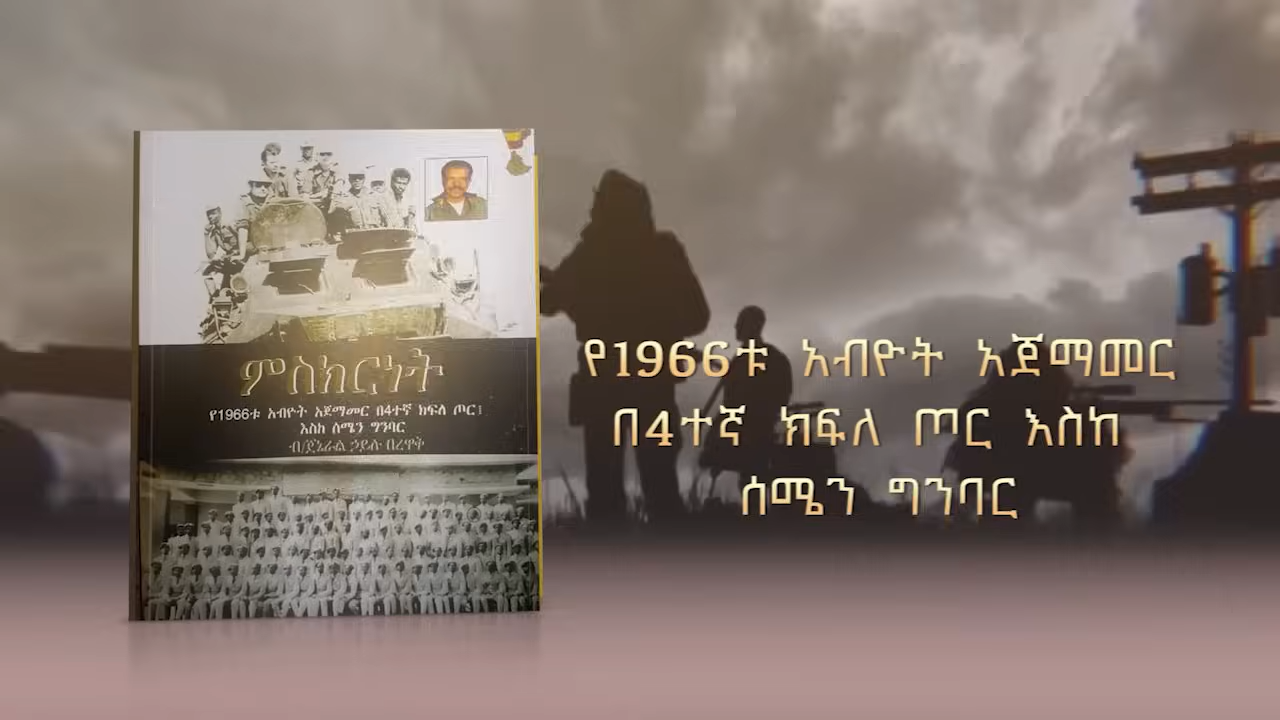 ምስክርነት
የ1966ቱ አብዮት አጀማመር በ4ተኛ ክፍለ ጦር፤
እስከ ሰሜን ግንባር
ብ/ጀኔራል ኃይሉ በረዋቅ
የ1966ቱ አብዮት አጀማመር
በ4ተኛ ክፍለ ጦር እስከ
ሰሜን ግንባር